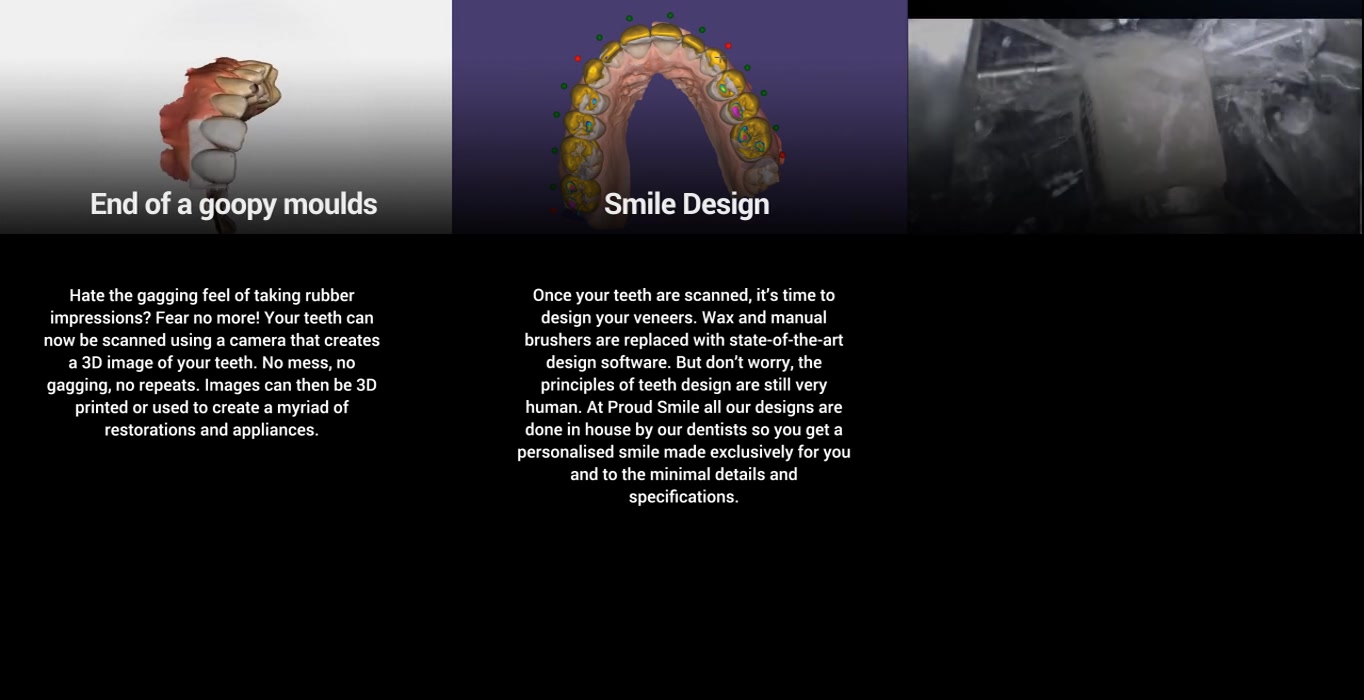 End of a goopy moulds
Hate the gagging feel of taking rubber
impressions? Fear no more! Your teeth can
now be scanned using a camera that creates
a 3D image of your teeth. No mess, no
gagging, no repeats. Images can then be 3D
printed or used to create a myriad of
restorations and appliances.
Smile Design
Once your teeth are scanned, it’s time to
design your veneers. Wax and manual
brushers are replaced with state-of-the-art
design software. But don’t worry, the
principles of teeth design are still very
human. At Proud Smile all our designs are
done in house by our dentists so you get a
personalised smile made exclusively for you
and to the minimal details and
specifications.